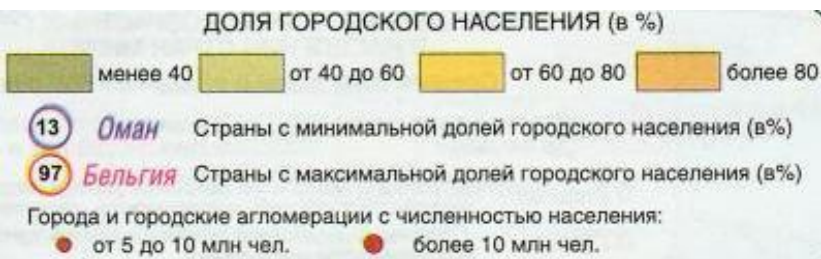 ДОЛЯ ГОРОДСКОГО НАСЕЛЕНИЯ (в %)
менее 40 от 40 до 60 от 60 до 80 более 80
13 Оман Страны с минимальной долей городского населения (в%)
97 Бельгия Страны с максимальной долей городского населения (в%)
Города и городские агломерации с численностью населения:
от 5 до 10 млн чел. более 10 млн чел.